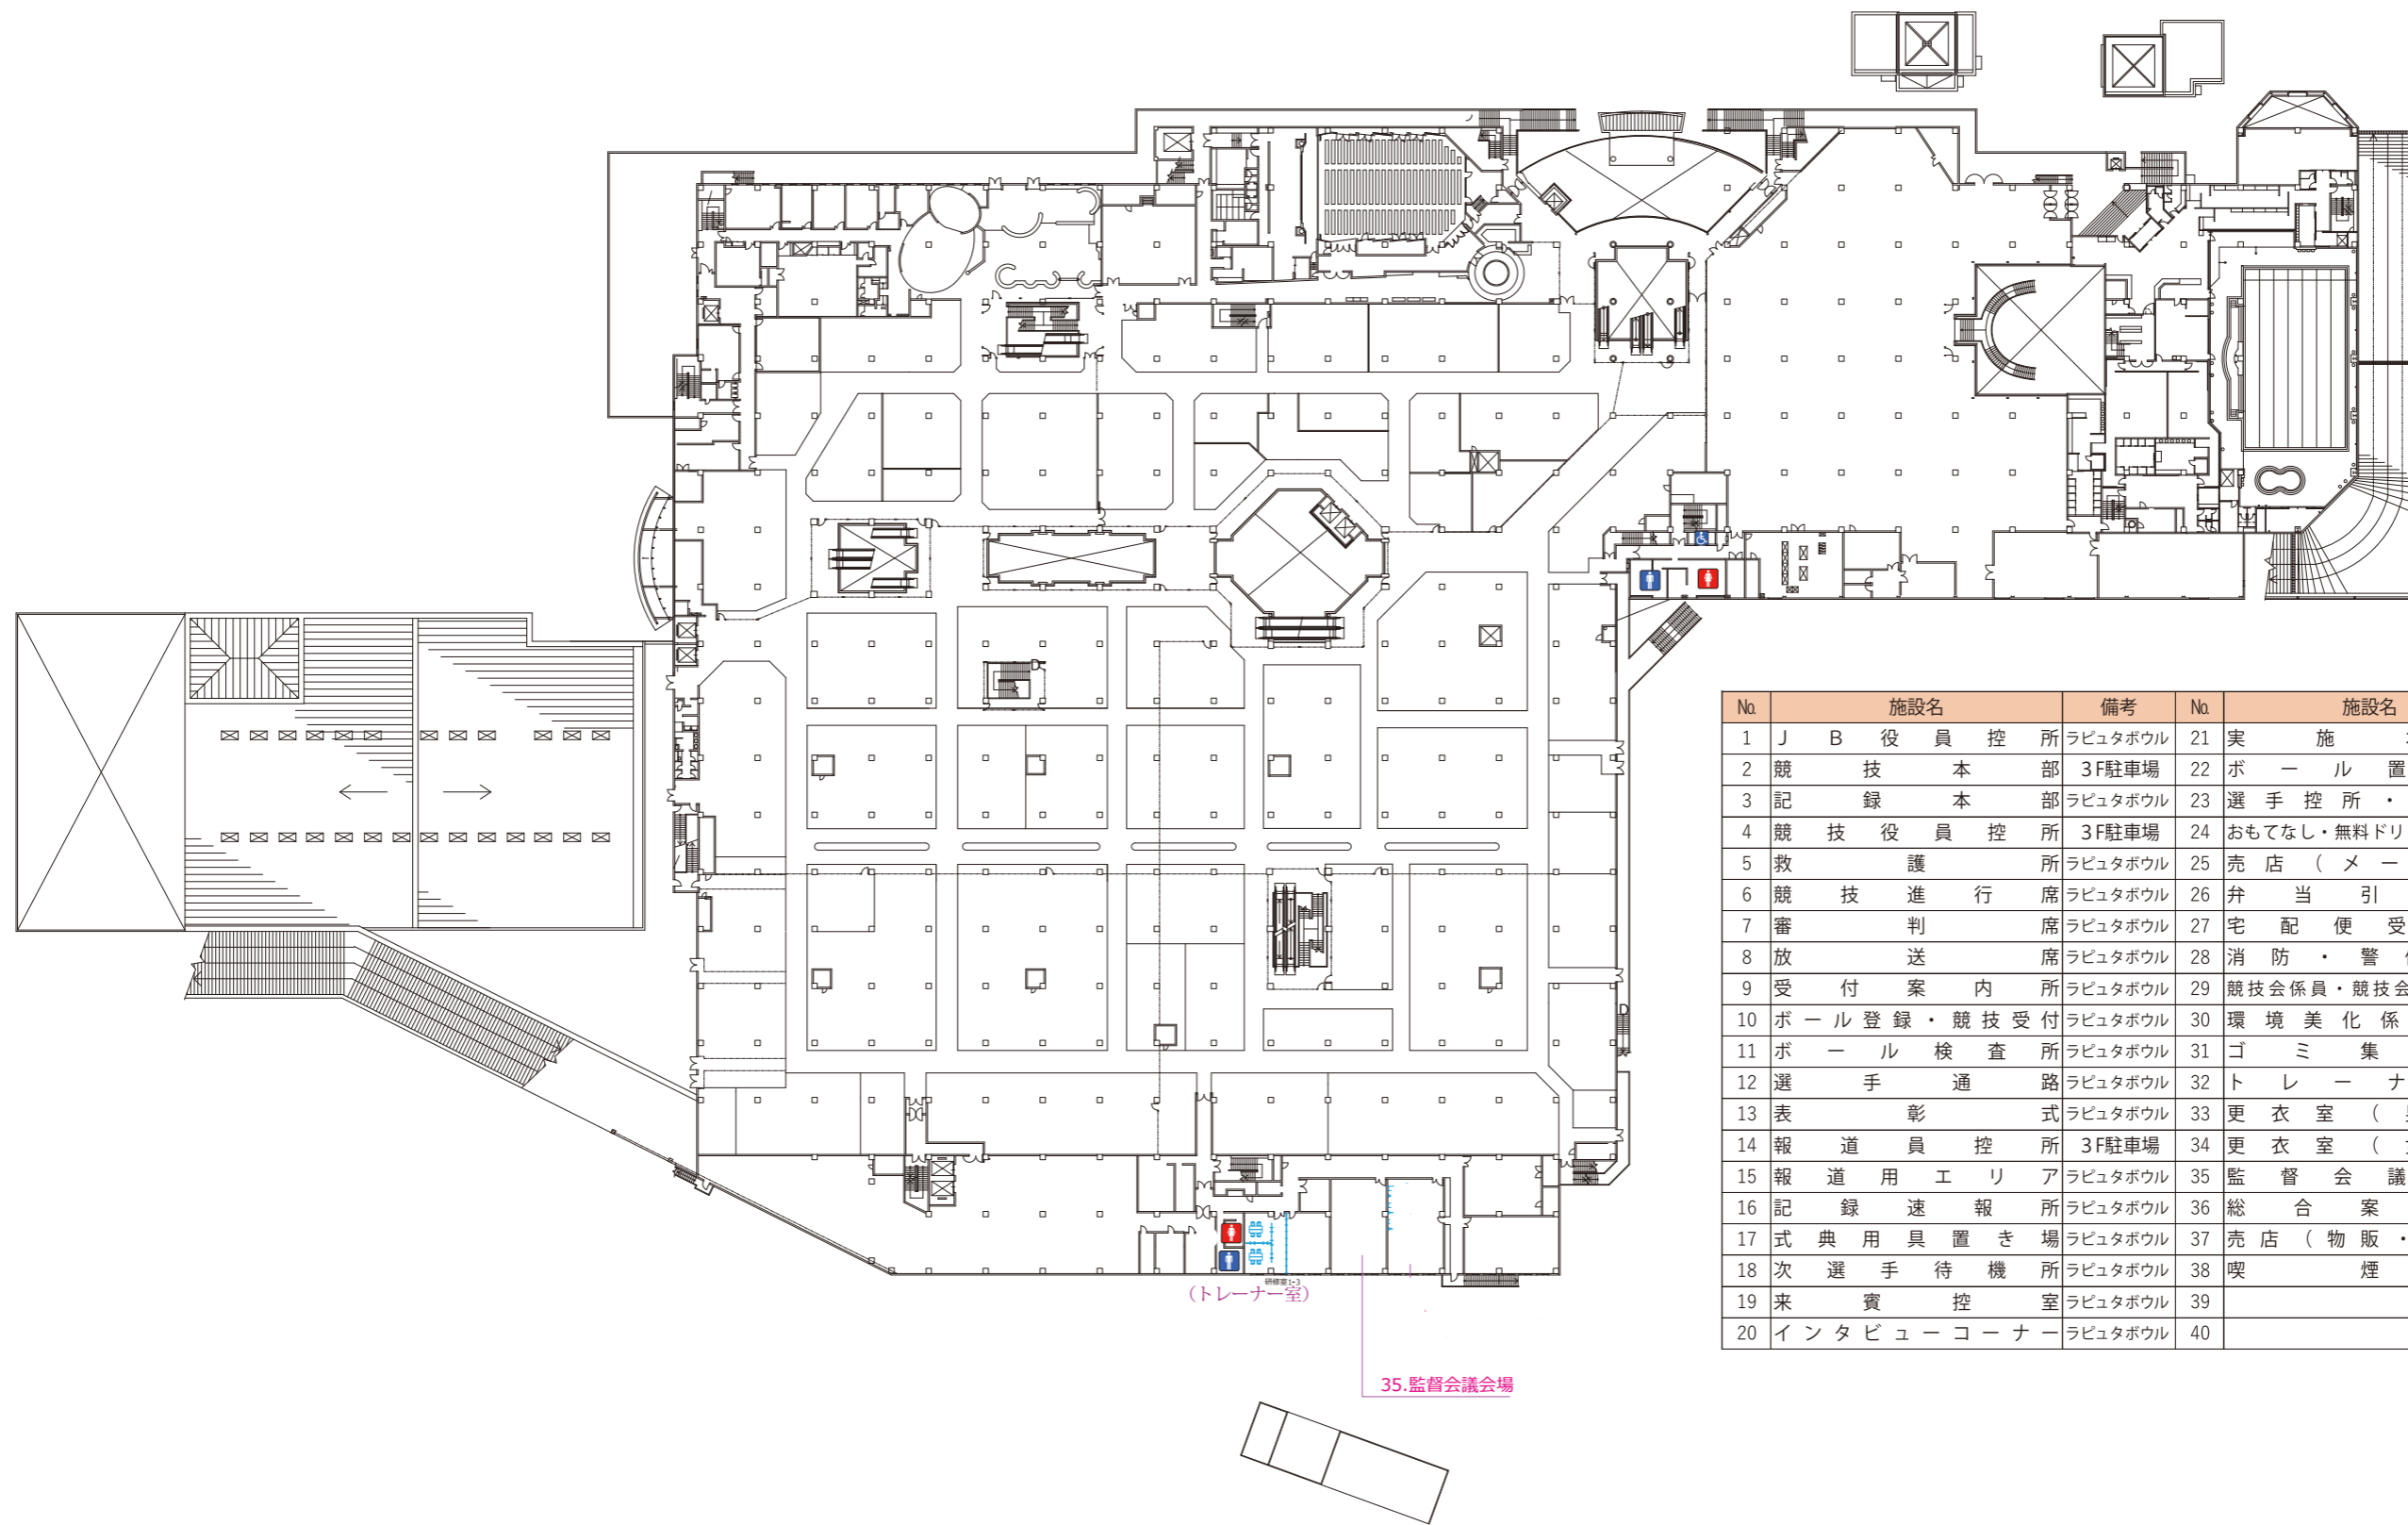 No. 施設名 備考 No. 施設名
1 JB役員控所 ラピュタボウル 21 実施
2 競技本部 3F駐車場 22 ボール置
3 記録本部 ラピュタボウル 23 選手控所・
4 競技役員控所 3F駐車場 24 おもてなし・無料ドリ
5 救護所 ラピュタボウル 25 売店(メー
6 競技進行席 ラピュタボウル 26 弁当引
7 審判席 ラピュタボウル 27 宅配便受
8 放送席 ラピュタボウル 28 消防・警
9 受付案内所 ラピュタボウル 29 競技会係員・競技会
10 ボール登録・競技受付 ラピュタボウル 30 環境美化係
11 ボール検査所 ラピュタボウル 31 ゴミ集
12 選手通路 ラピュタボウル 32 トレーナ
13 表彰式 ラピュタボウル 33 更衣室(
14 報道員控所 3F駐車場 34 更衣室(
15 報道用エリア ラピュタボウル 35 監督会議
16 記録速報所 ラピュタボウル 36 総合案
17 式典用具置き場 ラピュタボウル 37 売店(物販・
18 次選手待機所 ラピュタボウル 38 喫煙
19 来賓控室 ラピュタボウル 39
20 インタビューコーナー ラピュタボウル 40
研修室1-3
(トレーナー室)
35.監督会議会場